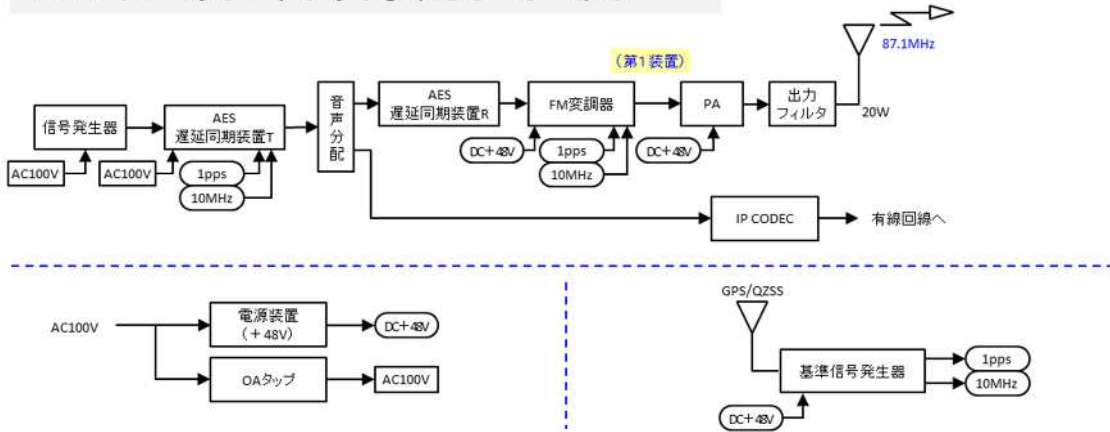 (第1装置)
87.1MHz
20W
信号発生器
AC100V
AES
遅延同期装置T
AC100V
1pps
10MHz
音声分配
AES
遅延同期装置R
FM変調器
DC+48V
1pps
10MHz
PA
DC+48V
出力
フィルタ
IP CODEC
有線回線へ
AC100V
電源装置
(+48V)
DC+48V
OAタップ
AC100V
GPS/QZSS
基準信号発生器
DC+48V
1pps
10MHz